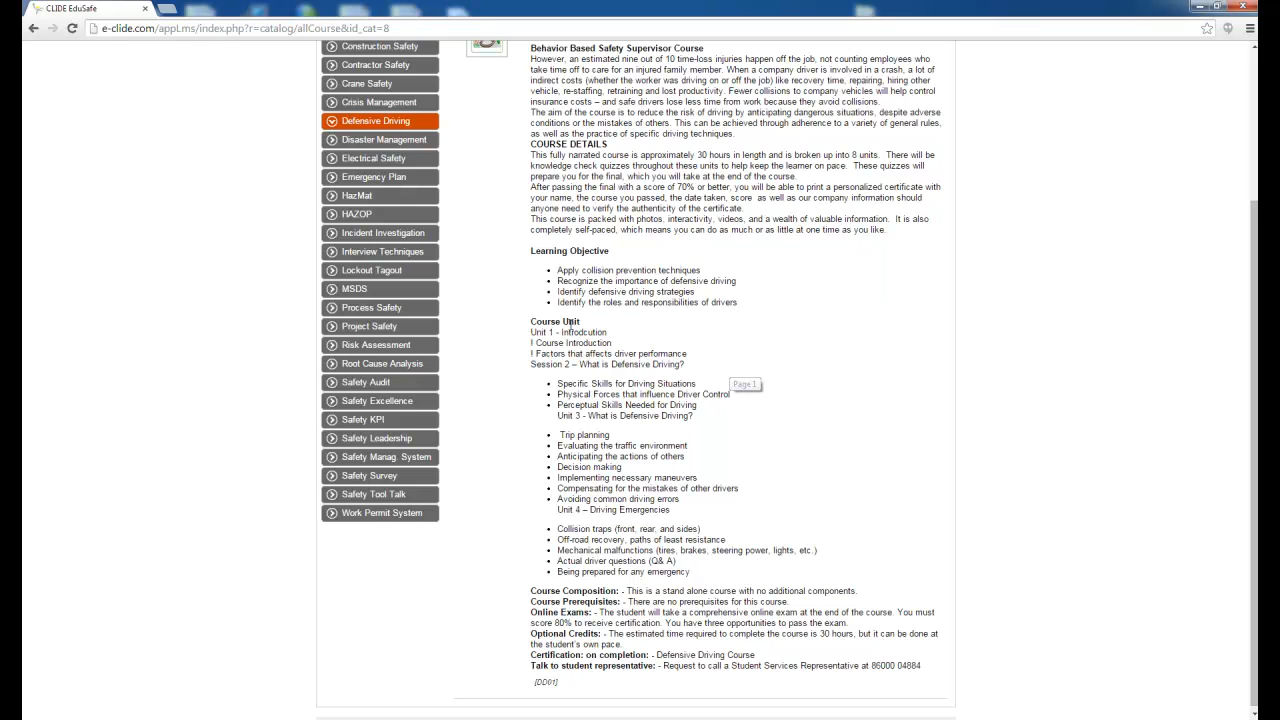 CLIDE EduSafe
e-clide.com/appLms/index.php?r=catalog/allCourse&id_cat=8
Construction Safety
Contractor Safety
Crane Safety
Crisis Management
Defensive Driving
Disaster Management
Electrical Safety
Emergency Plan
HazMat
HAZOP
Incident Investigation
Interview Techniques
Lockout Tagout
MSDS
Process Safety
Project Safety
Risk Assessment
Root Cause Analysis
Safety Audit
Safety Excellence
Safety KPI
Safety Leadership
Safety Manag. System
Safety Survey
Safety Tool Talk
Work Permit System
Behavior Based Safety Supervisor Course
However, an estimated nine out of 10 time-loss injuries happen off the job, not counting employees who
take time off to care for an injured family member. When a company driver is involved in a crash, a lot of
indirect costs (whether the worker was driving on or off the job) like recovery time, repairing, hiring other
vehicle, re-staffing, retraining and lost productivity. Fewer collisions to company vehicles will help control
insurance costs – and safe drivers lose less time from work because they avoid collisions.
The aim of the course is to reduce the risk of driving by anticipating dangerous situations, despite adverse
conditions or the mistakes of others. This can be achieved through adherence to a variety of general rules,
as well as the practice of specific driving techniques.
COURSE DETAILS
This fully narrated course is approximately 30 hours in length and is broken up into 8 units. There will be
knowledge check quizzes throughout these units to help keep the learner on pace. These quizzes will
prepare you for the final, which you will take at the end of the course.
After passing the final with a score of 70% or better, you will be able to print a personalized certificate with
your name, the course you passed, the date taken, score as well as our company information should
anyone need to verify the authenticity of the certificate.
This course is packed with photos, interactivity, videos, and a wealth of valuable information. It is also
completely self-paced, which means you can do as much or as little at one time as you like.
Learning Objective
• Apply collision prevention techniques
• Recognize the importance of defensive driving
• Identify defensive driving strategies
• Identify the roles and responsibilities of drivers
Course Unit
Unit 1 - Introdcution
! Course Introduction
! Factors that affects driver performance
Session 2 – What is Defensive Driving?
• Specific Skills for Driving Situations
• Physical Forces that influence Driver Control
• Perceptual Skills Needed for Driving
Unit 3 - What is Defensive Driving?
Page 1
• Trip planning
• Evaluating the traffic environment
• Anticipating the actions of others
• Decision making
• Implementing necessary maneuvers
• Compensating for the mistakes of other drivers
• Avoiding common driving errors
Unit 4 – Driving Emergencies
• Collision traps (front, rear, and sides)
• Off-road recovery, paths of least resistance
• Mechanical malfunctions (tires, brakes, steering power, lights, etc.)
• Actual driver questions (Q& A)
• Being prepared for any emergency
Course Composition: - This is a stand alone course with no additional components.
Course Prerequisites: - There are no prerequisites for this course.
Online Exams: - The student will take a comprehensive online exam at the end of the course. You must
score 80% to receive certification. You have three opportunities to pass the exam.
Optional Credits: - The estimated time required to complete the course is 30 hours, but it can be done at
the student's own pace.
Certification: on completion: - Defensive Driving Course
Talk to student representative: - Request to call a Student Services Representative at 86000 04884
[DD01]